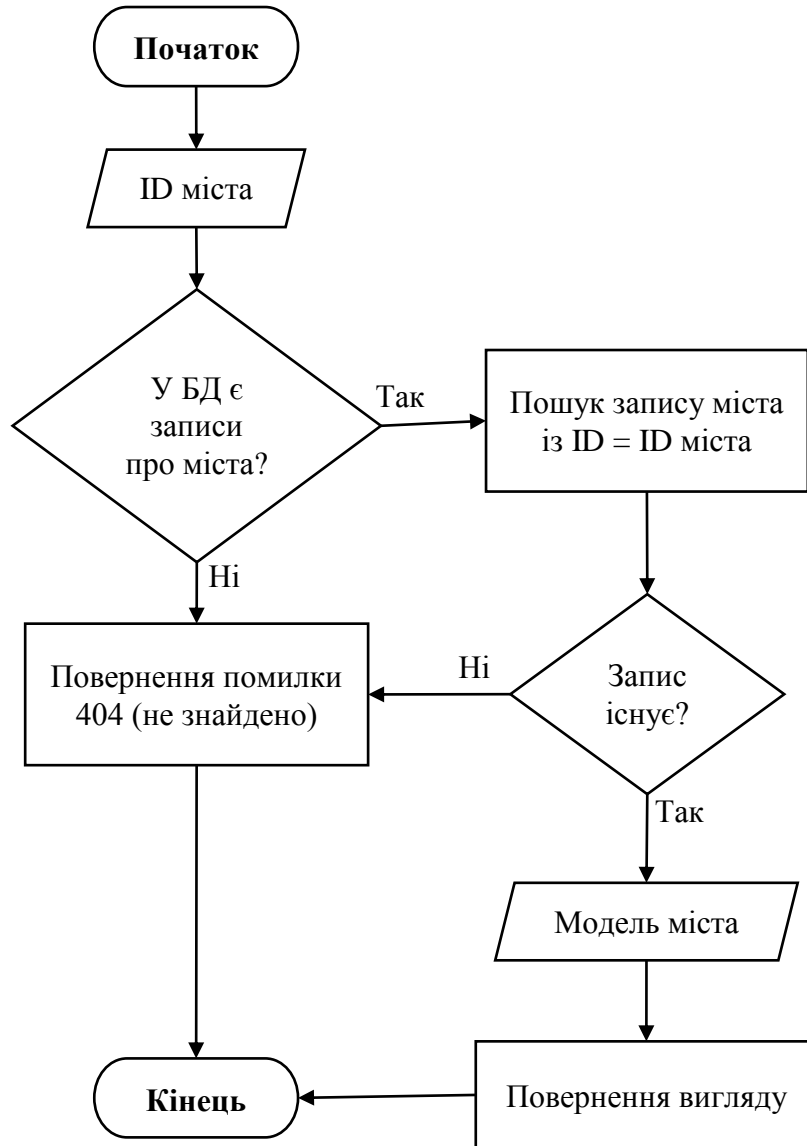 Початок
ID міста
У БД є
записи
про міста?
Так
Пошук запису міста
із ID = ID міста
Ні
Повернення помилки
404 (не знайдено)
Ні
Запис
існує?
Так
Модель міста
Повернення вигляду
Кінець